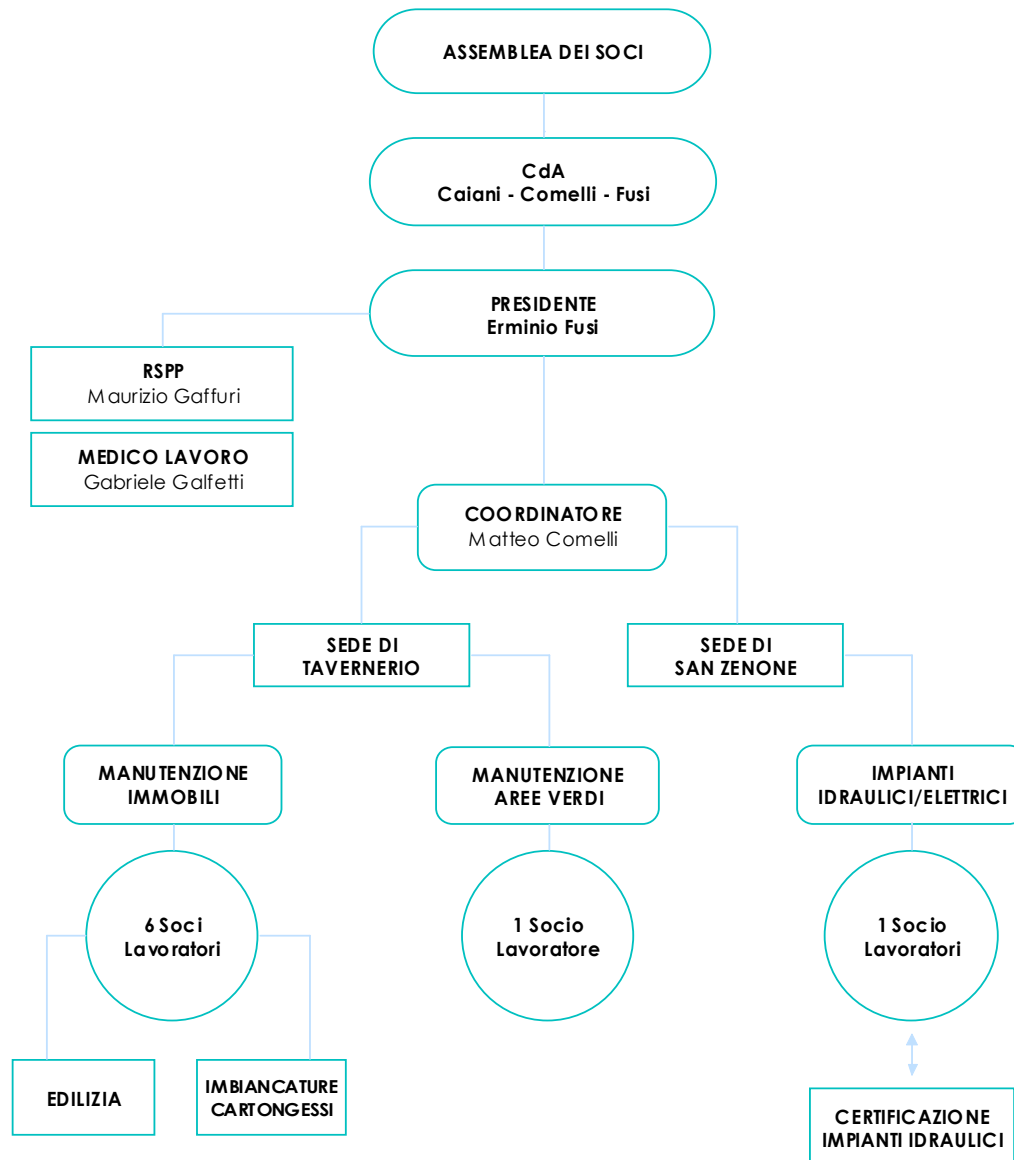 ASSEMBLEA DEI SOCI
CdA
Caiani - Comelli - Fusi
PRESIDENTE
Erminio Fusi
RSPP
Maurizio Gaffuri
MEDICO LAVORO
Gabriele Galfetti
COORDINATORE
Matteo Comelli
SEDE DI
TAVERNERIO
SEDE DI
SAN ZENONE
MANUTENZIONE
IMMOBILI
MANUTENZIONE
AREE VERDI
IMPIANTI
IDRAULICI/ELETTRICI
6 Soci
Lavoratori
1 Socio
Lavoratore
1 Socio
Lavoratori
EDILIZIA
IMBIANCATURE
CARTONGESSI
CERTIFICAZIONE
IMPIANTI IDRAULICI